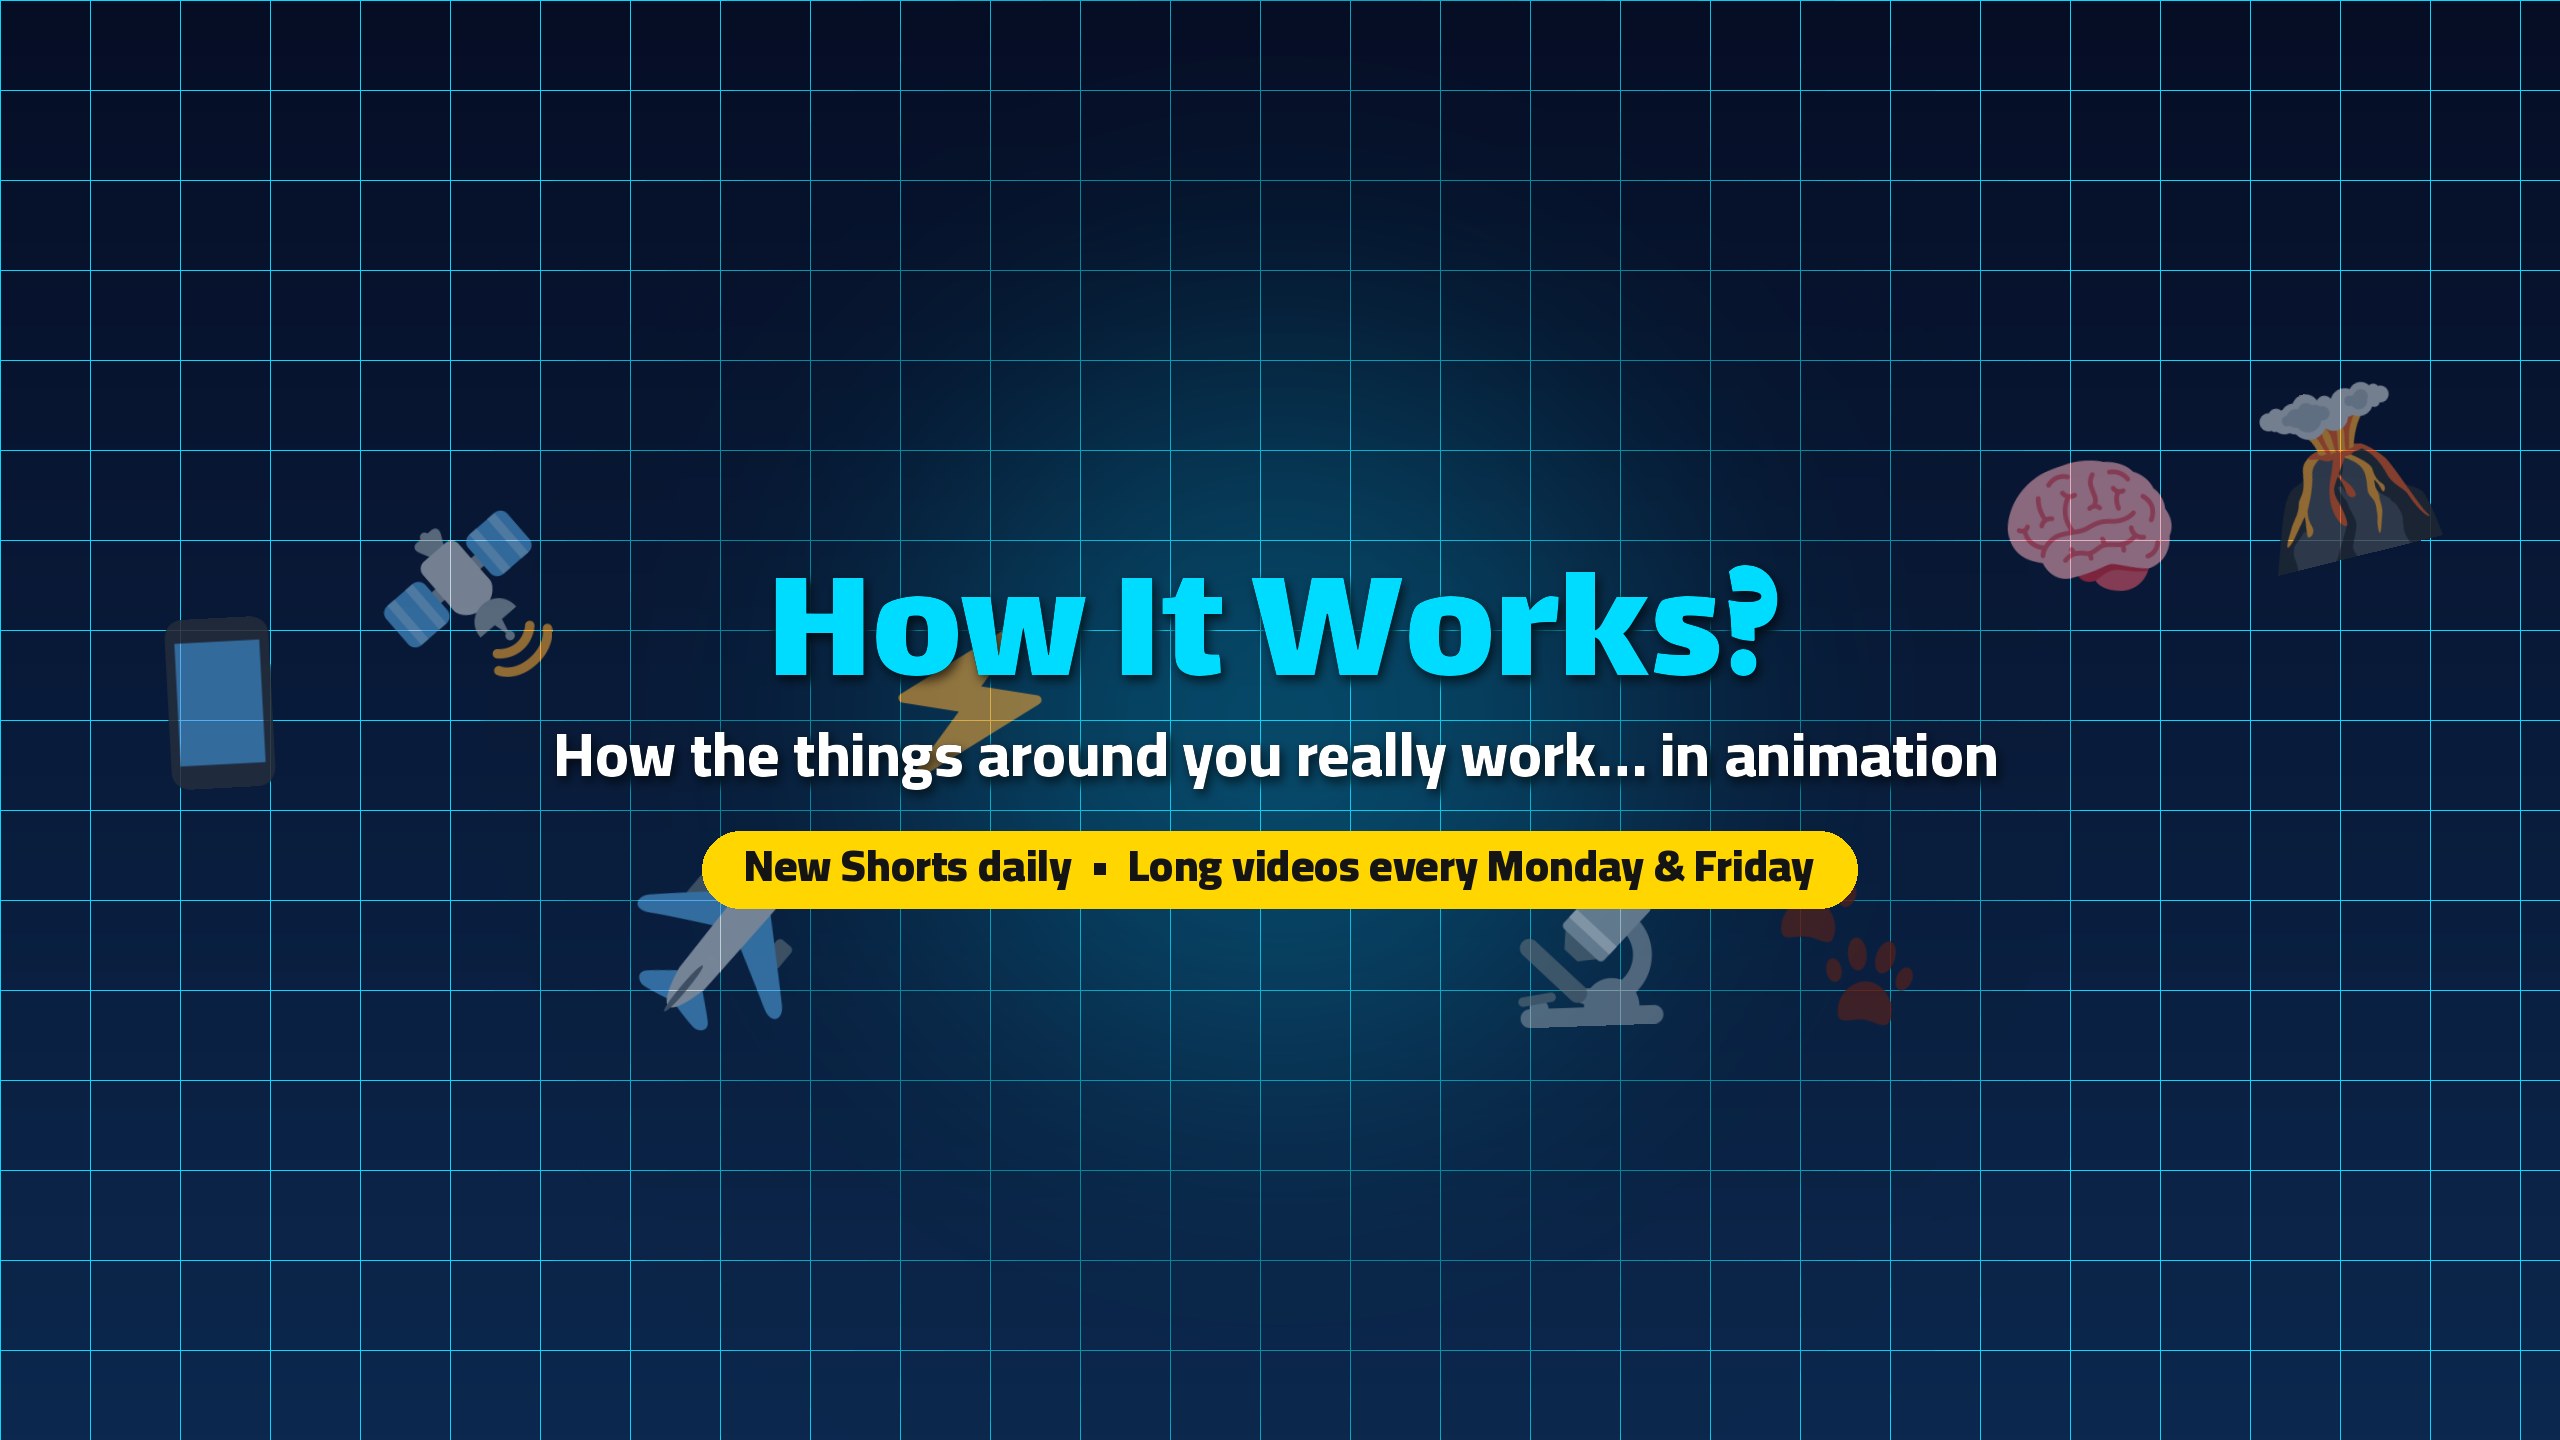 How It Works?
How the things around you really work... in animation
New Shorts daily ▪ Long videos every Monday & Friday